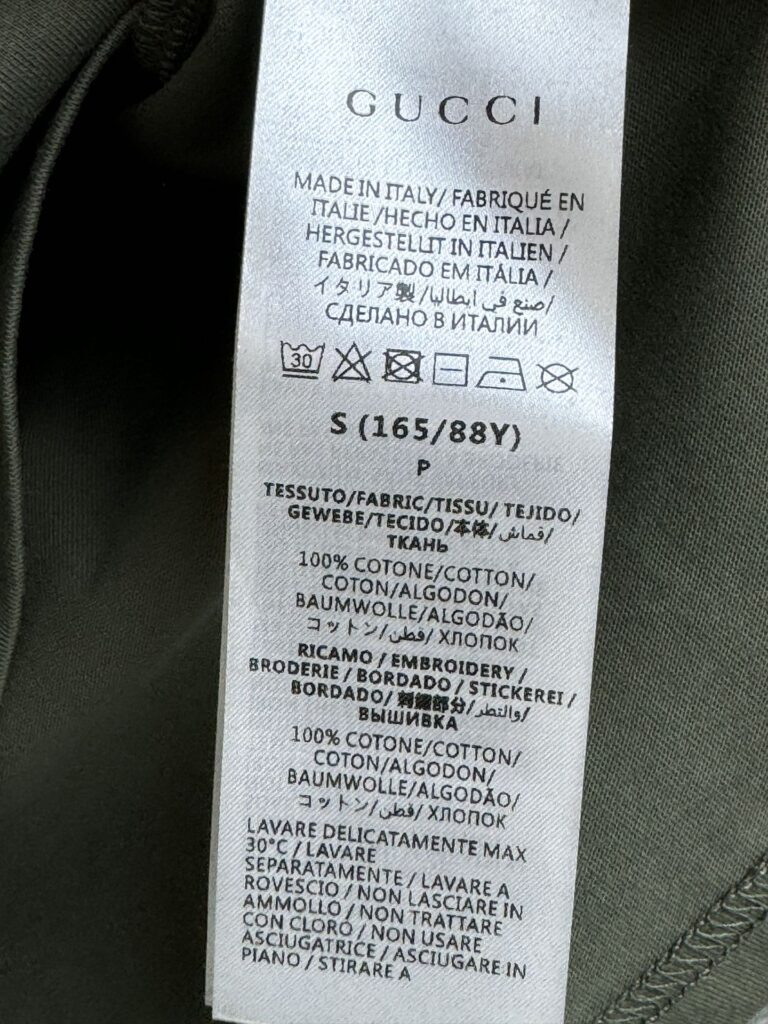 GUCCI
MADE IN ITALY/ FABRIQUÉ EN
ITALIE /HECHO EN ITALIA /
HERGESTELLT IN ITALIEN /
FABRICADO EM ITÀLIA /
イタリア製 /صنع في ايطاليا/
СДЕЛАНО В ИТАЛИИ
30
S (165/88Y)
P
TESSUTO/FABRIC/TISSU/ TEJIDO/
GEWEBE/TECIDO/本体/قماش/
ТКАНЬ
100% COTONE/COTTON/
COTON/ALGODON/
BAUMWOLLE/ALGODÃO/
コットン/قطن/ ХЛОПОК
RICAMO / EMBROIDERY /
BRODERIE / BORDADO / STICKEREI /
BORDADO/ 刺繍部分/والتطر/
ВЫШИВКА
100% COTONE/COTTON/
COTON/ALGODON/
BAUMWOLLE/ALGODÃO/
コットン/قطن/ ХЛОПОК
LAVARE DELICATAMENTE MAX
30°C / LAVARE
SEPARATAMENTE / LAVARE A
ROVESCIO / NON LASCIARE IN
AMMOLLO / NON TRATTARE
CON CLORO / NON USARE
ASCIUGATRICE / ASCIUGARE IN
PIANO / STIRARE A